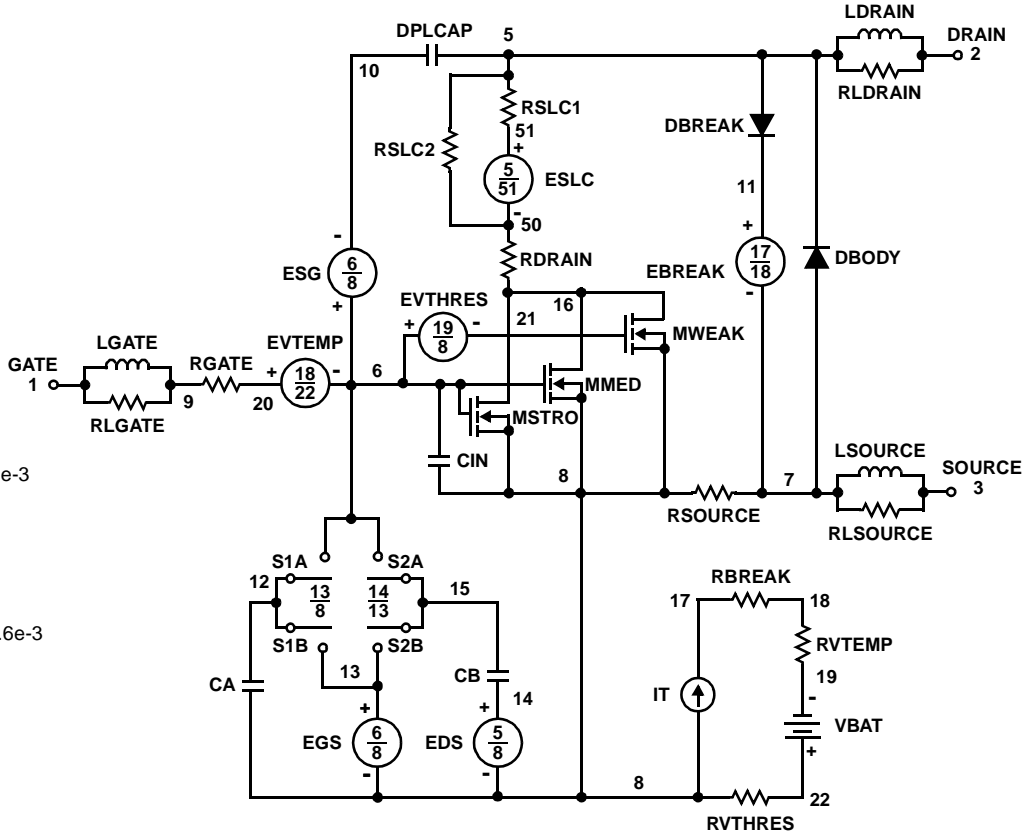 LDRAIN
DPLCAP
5
DRAIN
2
10
RLDRAIN
RSLC1
DBREAK
51
+
RSLC2
5
51
ESLC
11
-
50
-
+
RDRAIN
17
18
DBODY
ESG
6
8
EBREAK
EVTHRES
16
-
+
+
19
8
-
21
MWEAK
LGATE
EVTEMP
GATE
1
RGATE
+
18
22
-
6
MMED
9
20
MSTRO
RLGATE
LSOURCE
CIN
SOURCE
3
e-3
8
7
RSOURCE
RLSOURCE
S1A
S2A
RBREAK
12
13
8
14
13
15
17
18
.6e-3
S1B
S2B
RVTEMP
13
CB
19
CA
14
IT
-
+
+
VBAT
EGS
6
8
EDS
5
8
+
-
-
8
22
RVTHRES